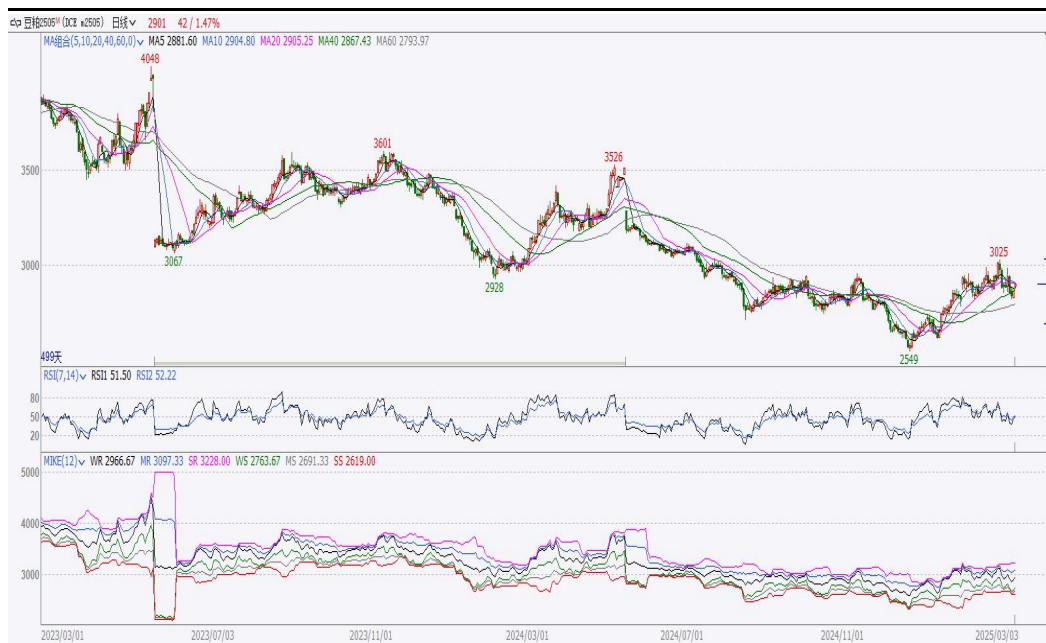 豆粕2505ᴹ (DCE m2505) 日线 2901 42 / 1.47%
MA组合(5,10,20,40,60,0) MA5 2881.60 MA10 2904.80 MA20 2905.25 MA40 2867.43 MA60 2793.97
4048
3601
3526
3500
3000
3025
3067
2928
2549
499天
RSI(7,14) RSI1 51.50 RSI2 52.22
80
50
20
MIKE(12) WR 2966.67 MR 3097.33 SR 3228.00 WS 2763.67 MS 2691.33 SS 2619.00
5000
4000
3000
2023/03/01 2023/07/03 2023/11/01 2024/03/01 2024/07/01 2024/11/01 2025/03/03